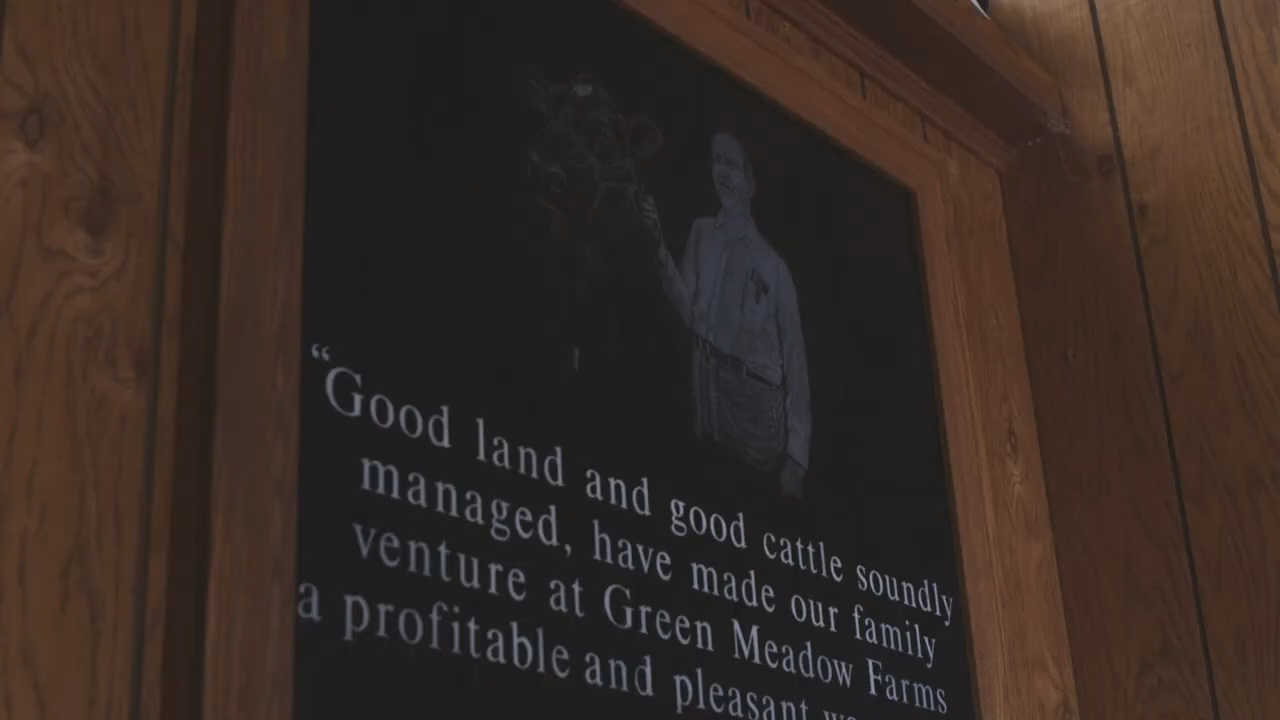 “Good land and good cattle soundly
managed, have made our family
venture at Green Meadow Farms
a profitable and pleasant